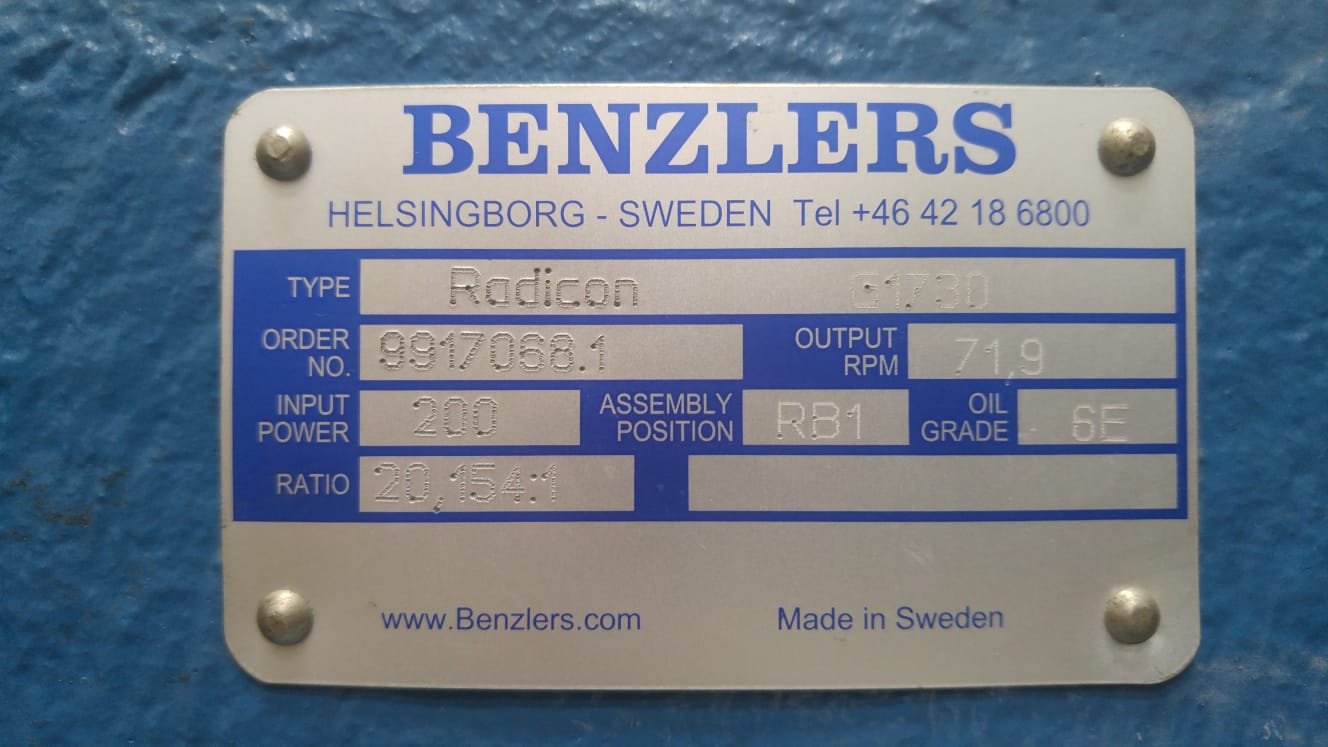 BENZLERS
HELSINGBORG - SWEDEN Tel +46 42 18 6800
TYPE Radicon G1730
ORDER NO. 9917068.1 OUTPUT RPM 71,9
INPUT POWER 200 ASSEMBLY POSITION RB1 OIL GRADE 6E
RATIO 20,154:1
www.Benzlers.com Made in Sweden